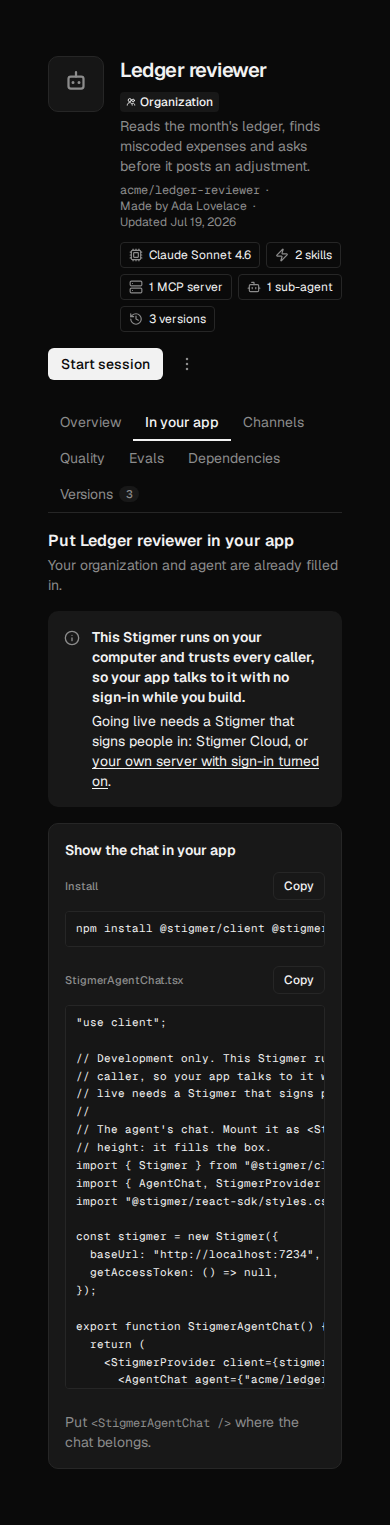 Ledger reviewer
Organization
Reads the month's ledger, finds
miscoded expenses and asks
before it posts an adjustment.
acme/ledger-reviewer ·
Made by Ada Lovelace ·
Updated Jul 19, 2026
Claude Sonnet 4.6
2 skills
1 MCP server
1 sub-agent
3 versions
Start session
Overview
In your app
Channels
Quality
Evals
Dependencies
Versions 3
Put Ledger reviewer in your app
Your organization and agent are already filled
in.
This Stigmer runs on your
computer and trusts every caller,
so your app talks to it with no
sign-in while you build.
Going live needs a Stigmer that
signs people in: Stigmer Cloud, or
your own server with sign-in turned
on.
Show the chat in your app
Install
Copy
npm install @stigmer/client @stigmer
StigmerAgentChat.tsx
Copy
"use client";
// Development only. This Stigmer ru
// caller, so your app talks to it w
// live needs a Stigmer that signs p
//
// The agent's chat. Mount it as <St
// height: it fills the box.
import { Stigmer } from "@stigmer/cl
import { AgentChat, StigmerProvider
import "@stigmer/react-sdk/styles.cs
const stigmer = new Stigmer({
baseUrl: "http://localhost:7234",
getAccessToken: () => null,
});
export function StigmerAgentChat() {
return (
<StigmerProvider client={stigmer
<AgentChat agent={"acme/ledger
Put <StigmerAgentChat /> where the
chat belongs.